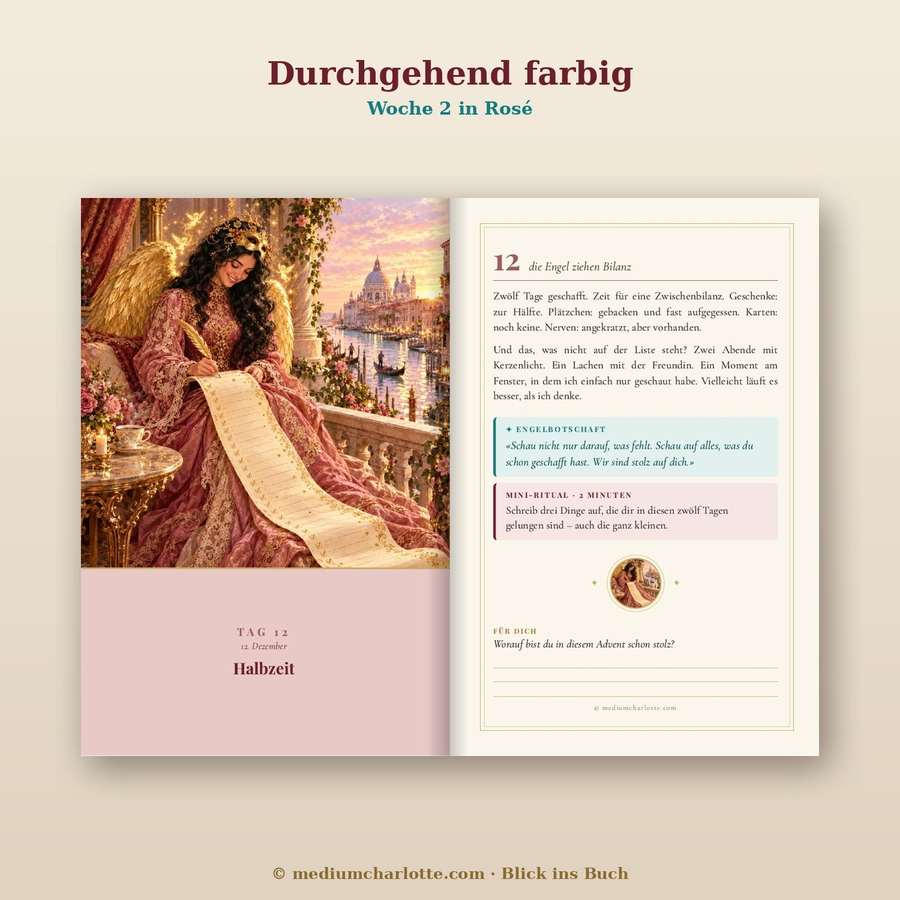 Durchgehend farbig
Woche 2 in Rosé
TAG 12
12. Dezember
Halbzeit
12 die Engel ziehen Bilanz
Zwölf Tage geschafft. Zeit für eine Zwischenbilanz. Geschenke:
zur Hälfte. Plätzchen: gebacken und fast aufgegessen. Karten:
noch keine. Nerven: angekratzt, aber vorhanden.
Und das, was nicht auf der Liste steht? Zwei Abende mit
Kerzenlicht. Ein Lachen mit der Freundin. Ein Moment am
Fenster, in dem ich einfach nur geschaut habe. Vielleicht läuft es
besser, als ich denke.
✦ ENGELBOTSCHAFT
«Schau nicht nur darauf, was fehlt. Schau auf alles, was du
schon geschafft hast. Wir sind stolz auf dich.»
MINI-RITUAL · 2 MINUTEN
Schreib drei Dinge auf, die dir in diesen zwölf Tagen
gelungen sind – auch die ganz kleinen.
FÜR DICH
Worauf bist du in diesem Advent schon stolz?
© mediumcharlotte.com
© mediumcharlotte.com · Blick ins Buch